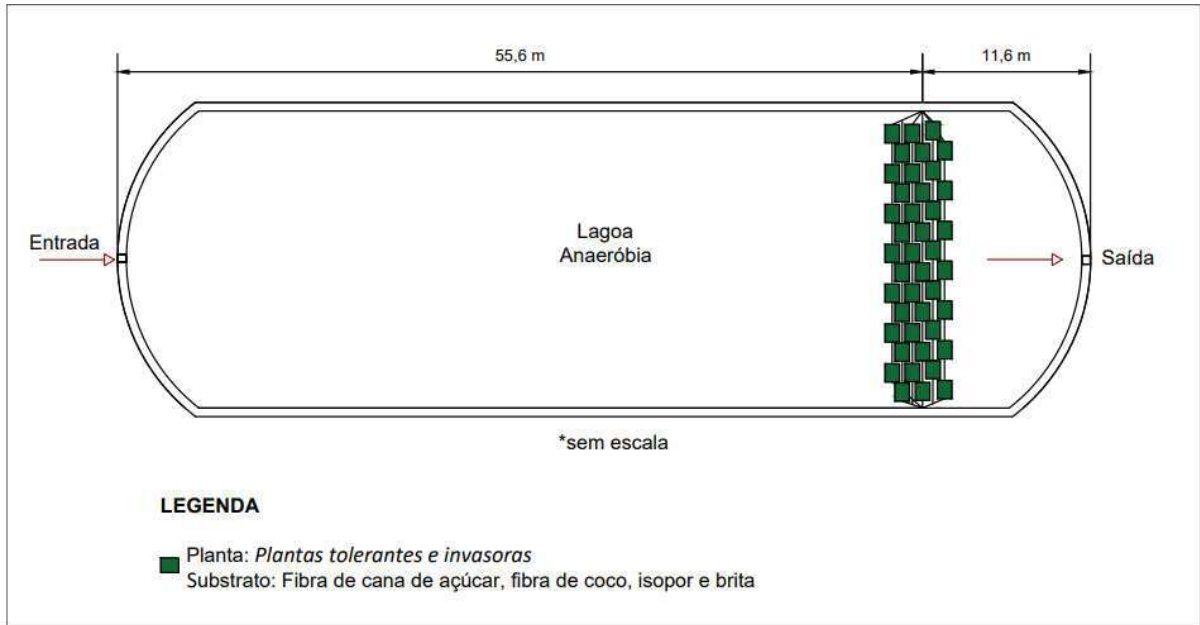 55,6 m
11,6 m
Entrada
Lagoa
Anaeróbia
Saída
*sem escala
LEGENDA
Planta: Plantas tolerantes e invasoras
Substrato: Fibra de cana de açúcar, fibra de coco, isopor e brita